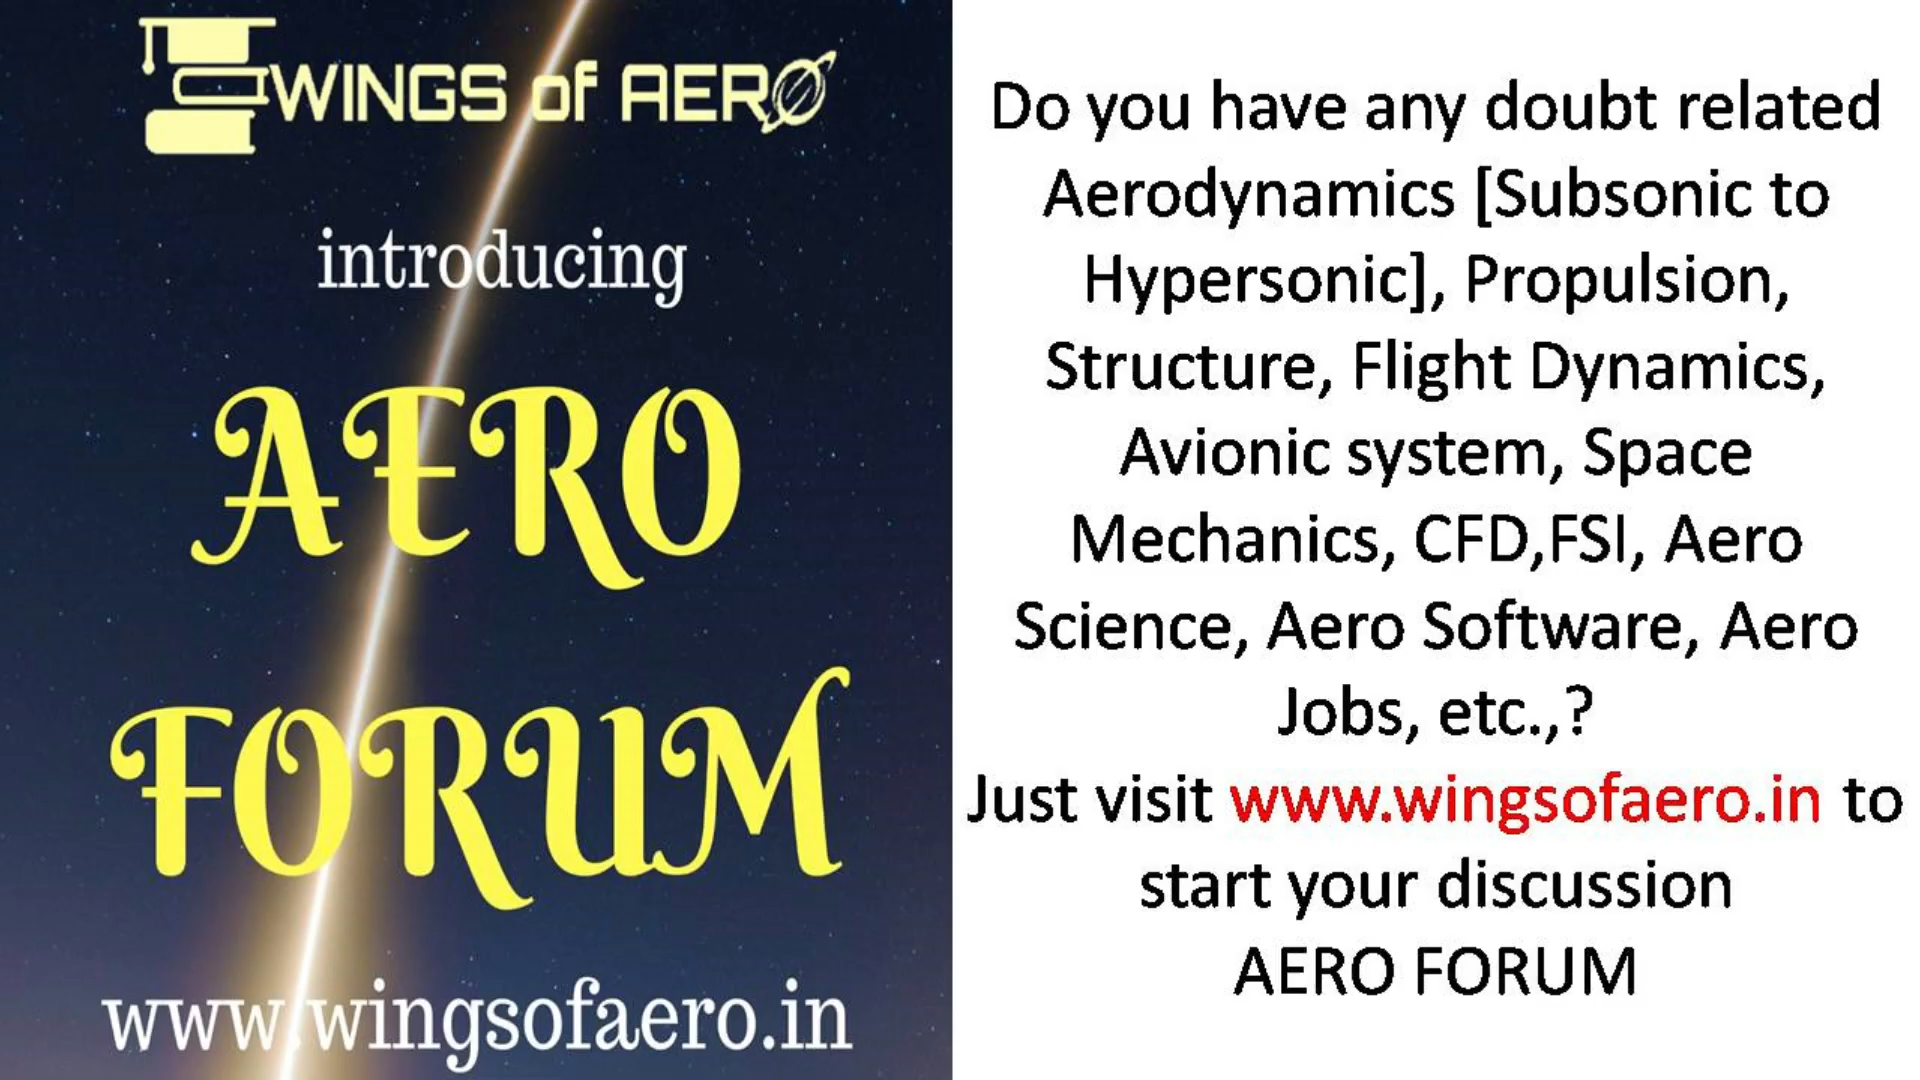 WINGS of AERO
introducing
AERO
FORUM
www.wingsofaero.in
Do you have any doubt related
Aerodynamics [Subsonic to
Hypersonic], Propulsion,
Structure, Flight Dynamics,
Avionic system, Space
Mechanics, CFD,FSI, Aero
Science, Aero Software, Aero
Jobs, etc.,?
Just visit www.wingsofaero.in to
start your discussion
AERO FORUM